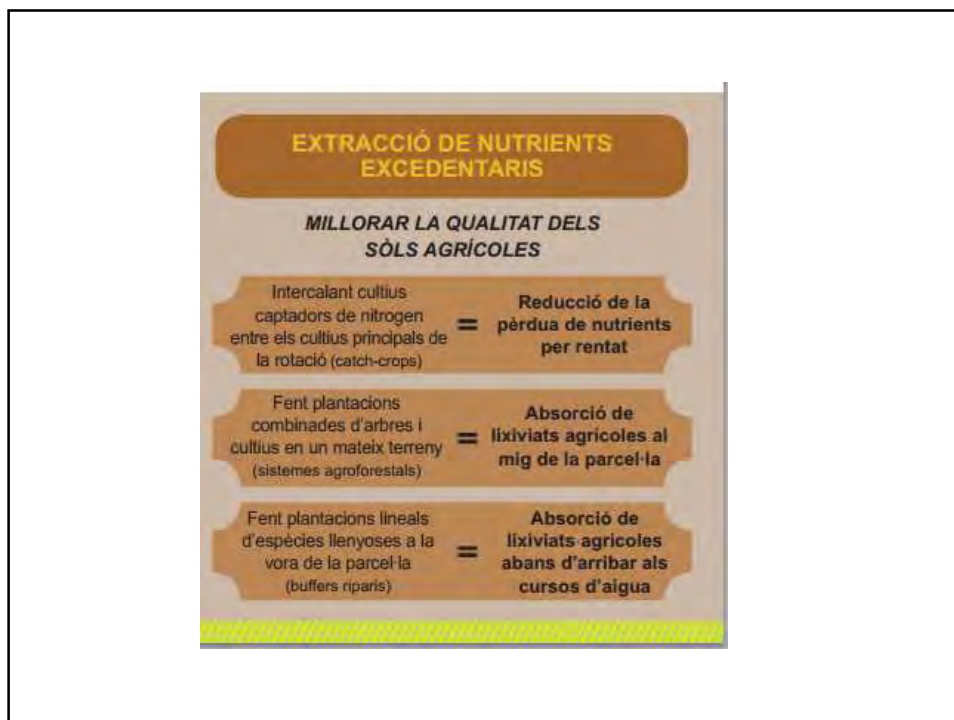 EXTRACCIÓ DE NUTRIENTS
EXCEDENTARIS
MILLORAR LA QUALITAT DELS
SÒLS AGRÍCOLES
Intercalant cultius
captadors de nitrogen
entre els cultius principals de
la rotació (catch-crops)
=
Reducció de la
pèrdua de nutrients
per rentat
Fent plantacions
combinades d'arbres i
cultius en un mateix terreny
(sistemes agroforestals)
=
Absorció de
lixiviats agrícoles al
mig de la parcel·la
Fent plantacions lineals
d'espècies llenyoses a la
vora de la parcel·la
(buffers riparis)
=
Absorció de
lixiviats agrícoles
abans d'arribar als
cursos d'aigua